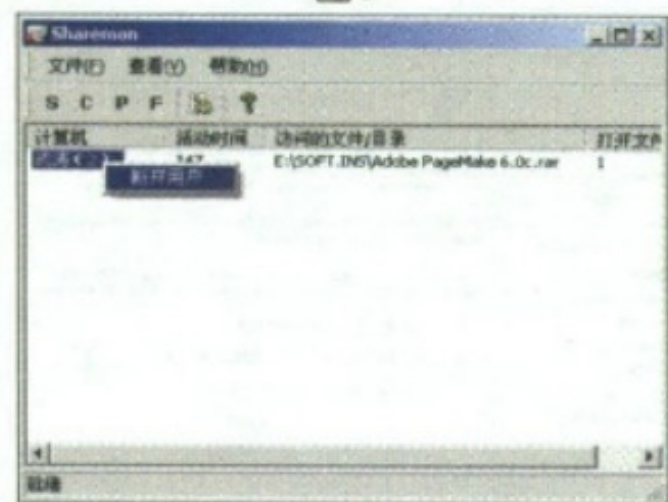 Sharemon
文件(F) 查看(V) 帮助(H)
S C P F
计算机 活动时间 访问的文件/目录 打开文件
347 E:\SOFT.INS\Adobe PageMake 6.0c.rar 1
断开用户
就绪